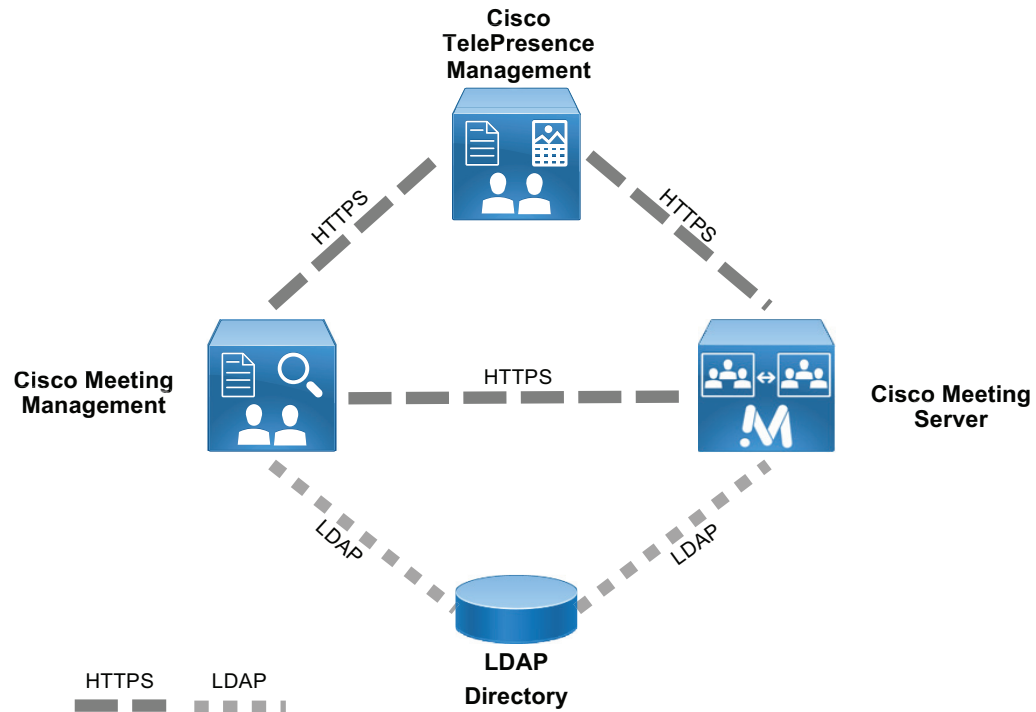 Cisco
TelePresence
Management
HTTPS
HTTPS
Cisco Meeting
Management
HTTPS
Cisco Meeting
Server
LDAP
LDAP
LDAP
Directory
HTTPS
LDAP